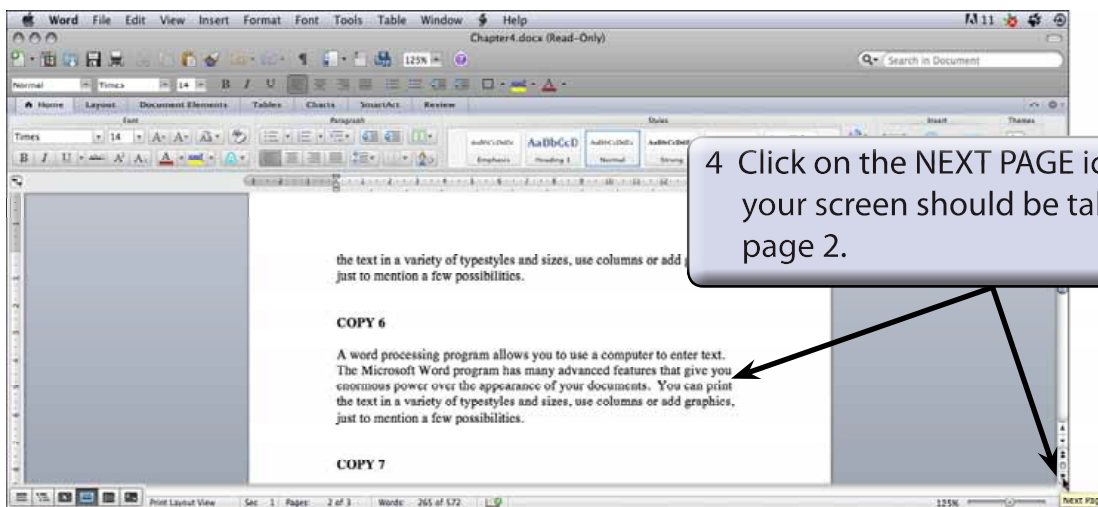 Word File Edit View Insert Format Font Tools Table Window Help
11
Chapter4.docx (Read-Only)
125%
Search in Document
Normal Times 14 B I U
Home Layout Document Elements Tables Charts SmartArt Review
Font Paragraph Styles Insert Themes
Times 14 A A
AaBbCcD
B I U Emphasis Heading 1 Normal Strong
4 Click on the NEXT PAGE
your screen should be
page 2.
the text in a variety of typestyles and sizes, use columns or add
just to mention a few possibilities.
COPY 6
A word processing program allows you to use a computer to enter text.
The Microsoft Word program has many advanced features that give you
enormous power over the appearance of your documents. You can print
the text in a variety of typestyles and sizes, use columns or add graphics,
just to mention a few possibilities.
COPY 7
Print Layout View Sec 1 Pages: 2 of 3 Words: 265 of 572 125%
Next